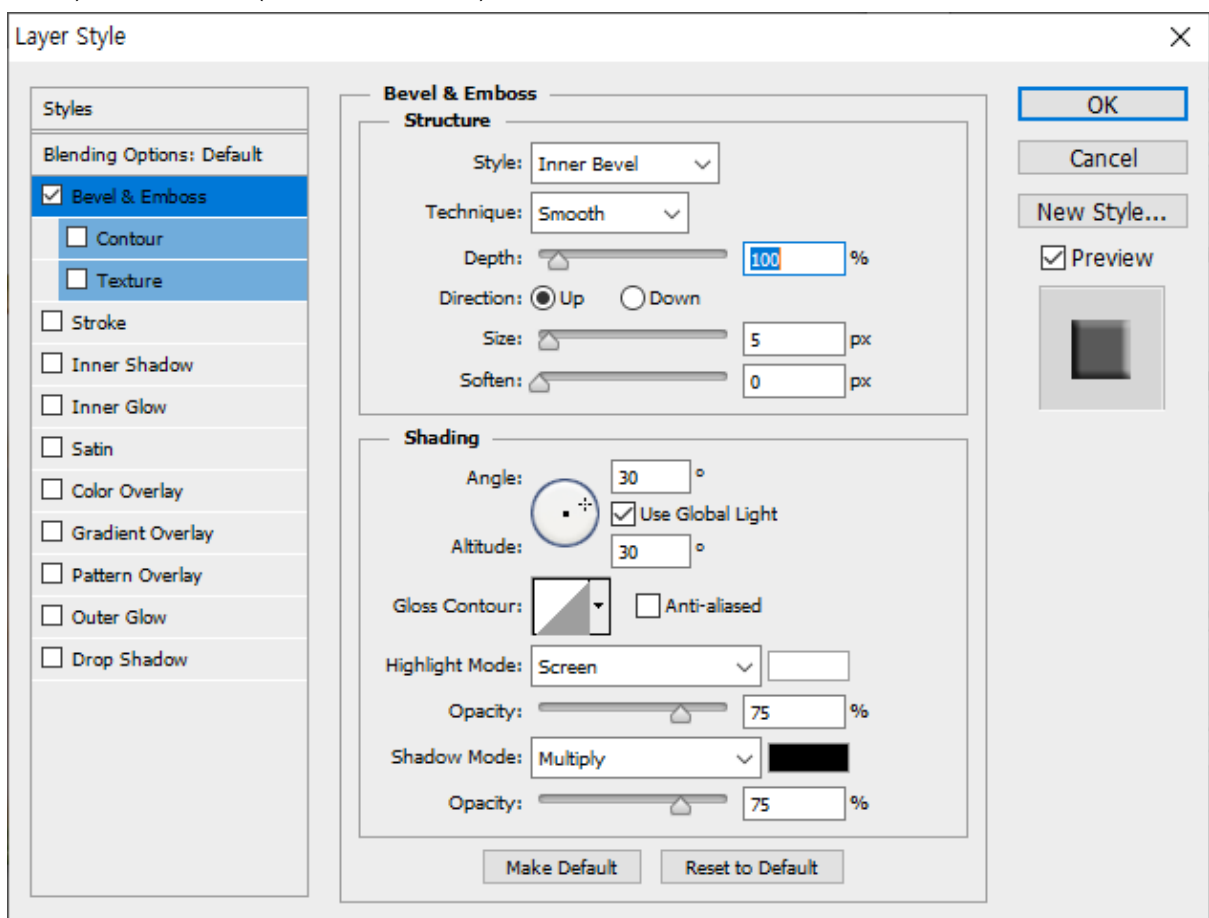 Layer Style
Styles
Blending Options: Default
Bevel & Emboss
Contour
Texture
Stroke
Inner Shadow
Inner Glow
Satin
Color Overlay
Gradient Overlay
Pattern Overlay
Outer Glow
Drop Shadow
Bevel & Emboss
Structure
Style: Inner Bevel
Technique: Smooth
Depth: 100 %
Direction: Up Down
Size: 5 px
Soften: 0 px
Shading
Angle: 30 °
Use Global Light
Altitude: 30 °
Gloss Contour: Anti-aliased
Highlight Mode: Screen
Opacity: 75 %
Shadow Mode: Multiply
Opacity: 75 %
Make Default Reset to Default
OK
Cancel
New Style...
Preview